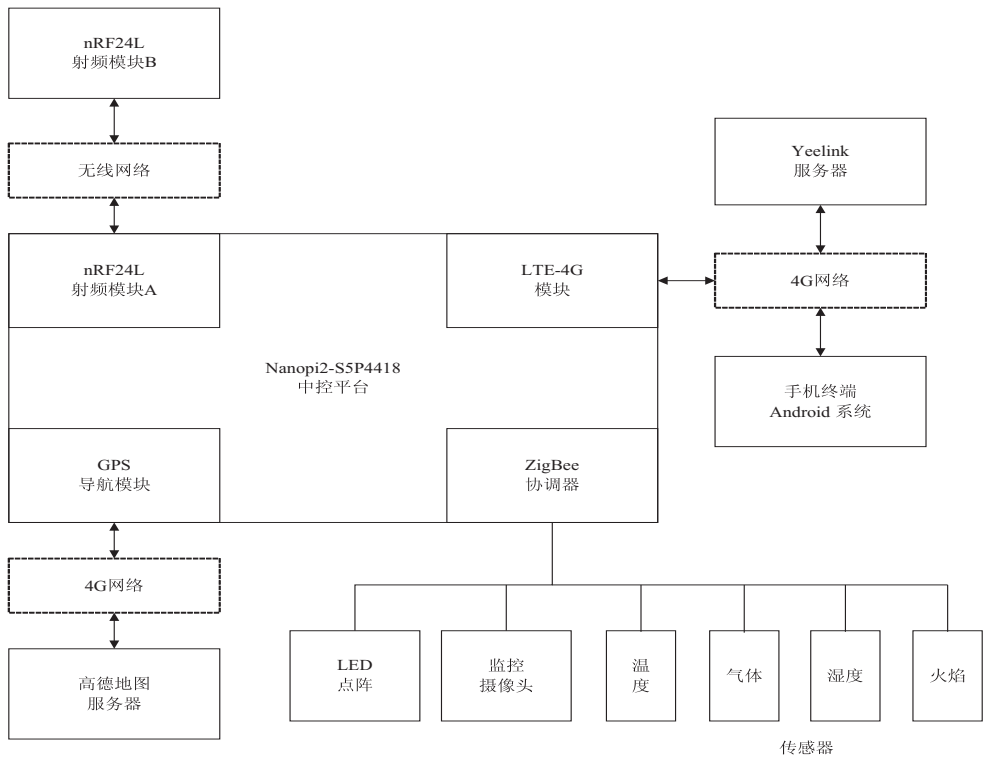 nRF24L
射频模块B
无线网络
Yeelink
服务器
nRF24L
射频模块A
LTE-4G
模块
4G网络
Nanopi2-S5P4418
中控平台
手机终端
Android 系统
GPS
导航模块
ZigBee
协调器
4G网络
高德地图
服务器
LED
点阵
监控
摄像头
温
度
气体
湿度
火焰
传感器